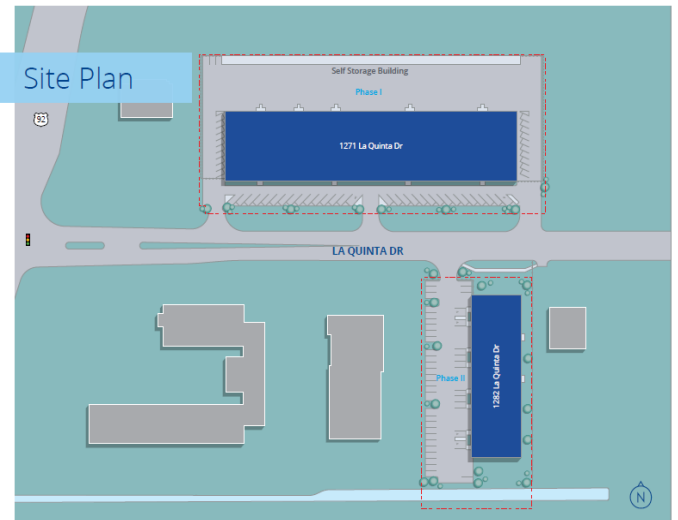 Site Plan
Self Storage Building
Phase I
92
1271 La Quinta Dr
LA QUINTA DR
Phase II
1282 La Quinta Dr
N